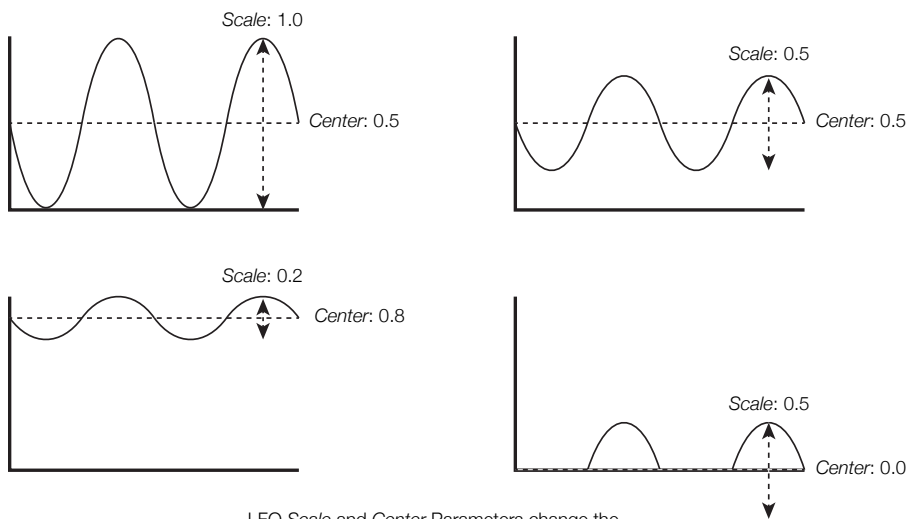 Scale: 1.0
Center: 0.5
Scale: 0.5
Center: 0.5
Scale: 0.2
Center: 0.8
Scale: 0.5
Center: 0.0
LFO Scale and Center Parameters change the